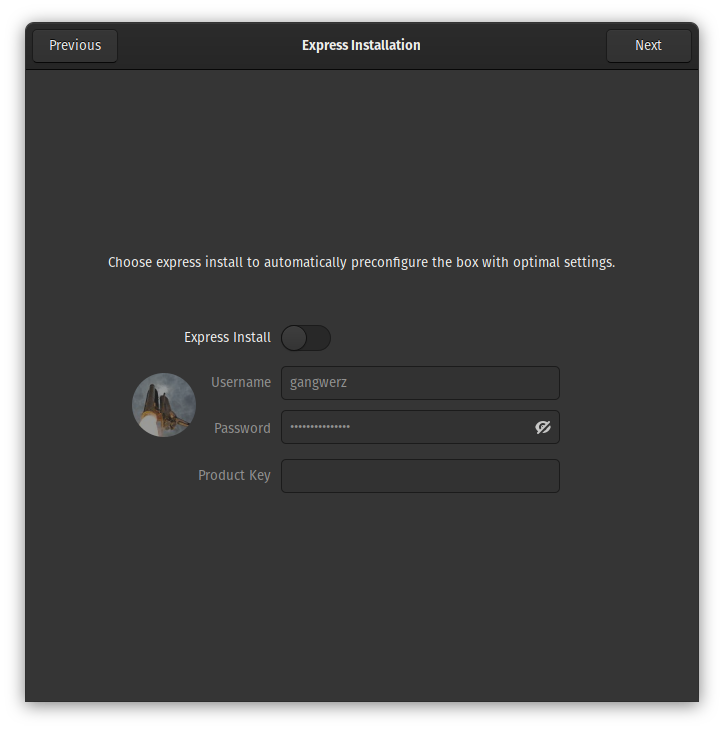 Previous
Express Installation
Next
Choose express install to automatically preconfigure the box with optimal settings.
Express Install
Username
gangwerz
Password
•••••••••••••••
Product Key